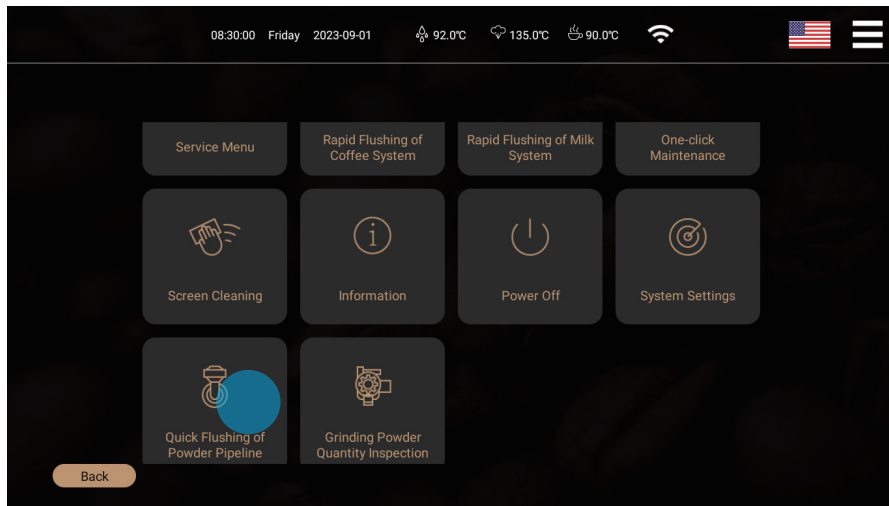 08:30:00 Friday 2023-09-01 92.0℃ 135.0℃ 90.0℃
Service Menu
Rapid Flushing of
Coffee System
Rapid Flushing of Milk
System
One-click
Maintenance
Screen Cleaning
Information
Power Off
System Settings
Quick Flushing of
Powder Pipeline
Grinding Powder
Quantity Inspection
Back